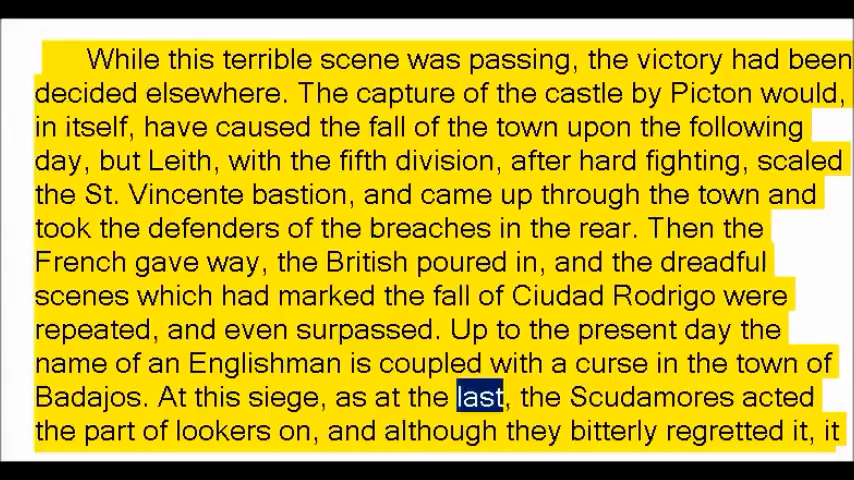 While this terrible scene was passing, the victory had been
decided elsewhere. The capture of the castle by Picton would,
in itself, have caused the fall of the town upon the following
day, but Leith, with the fifth division, after hard fighting, scaled
the St. Vincente bastion, and came up through the town and
took the defenders of the breaches in the rear. Then the
French gave way, the British poured in, and the dreadful
scenes which had marked the fall of Ciudad Rodrigo were
repeated, and even surpassed. Up to the present day the
name of an Englishman is coupled with a curse in the town of
Badajos. At this siege, as at the last, the Scudamores acted
the part of lookers on, and although they bitterly regretted it, it